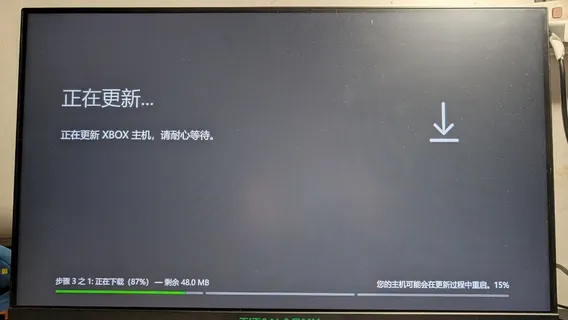 正在更新...
正在更新 XBOX 主机，请耐心等待。
步骤 3 之 1: 正在下载（87%） — 剩余 48.0 MB
您的主机可能会在更新过程中重启。15%